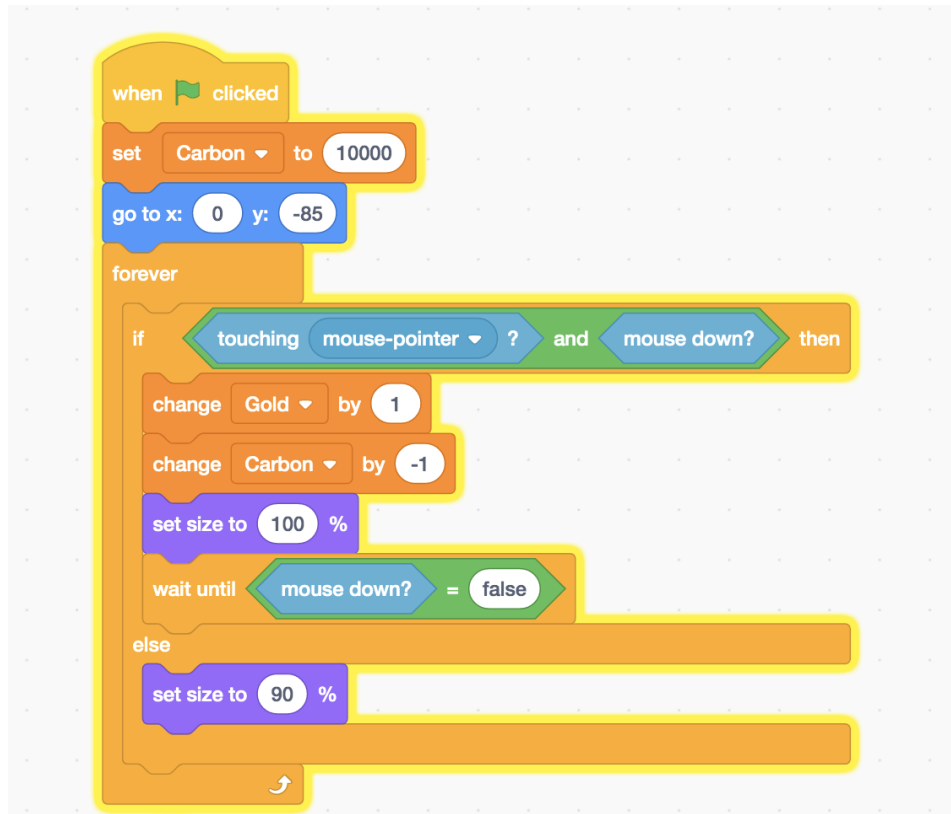 when clicked
set Carbon to 10000
go to x: 0 y: -85
forever
if touching mouse-pointer ? and mouse down? then
change Gold by 1
change Carbon by -1
set size to 100 %
wait until mouse down? = false
else
set size to 90 %